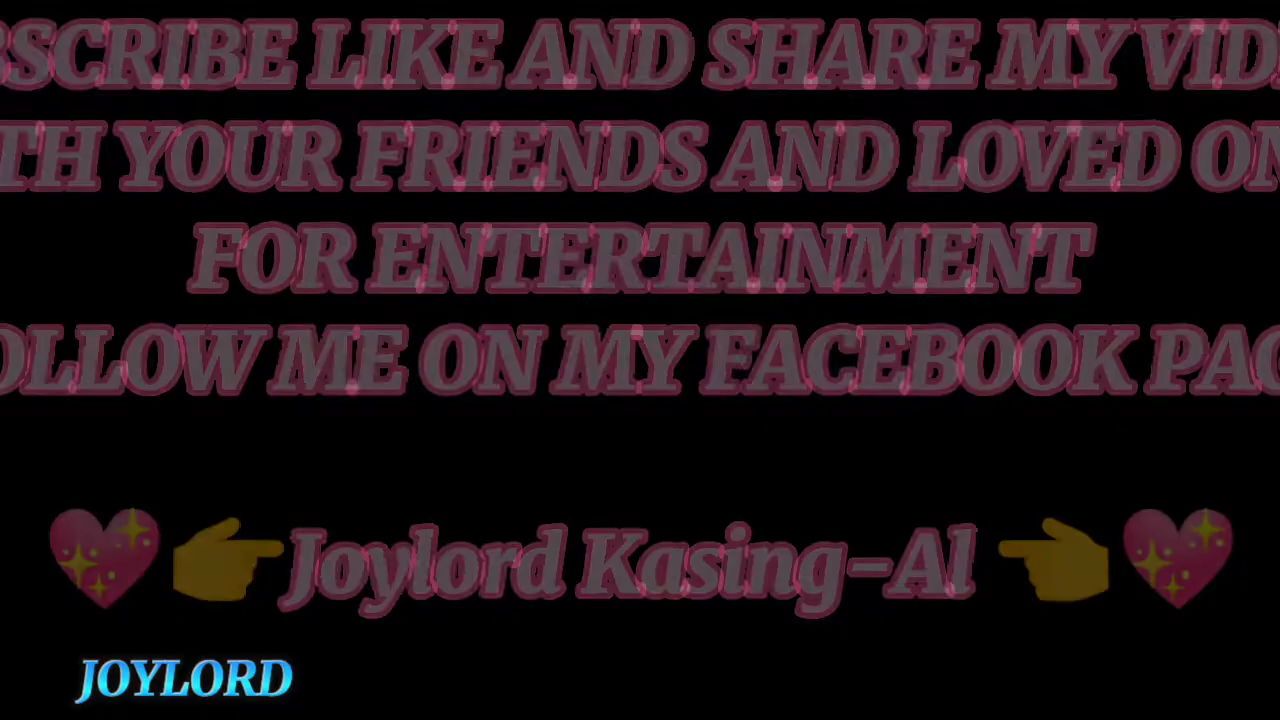 SCRIBE LIKE AND SHARE MY VID
TH YOUR FRIENDS AND LOVED ON
FOR ENTERTAINMENT
OLLOW ME ON MY FACEBOOK PAG
💖👉Joylord Kasing-Al 👈💖
JOYLORD